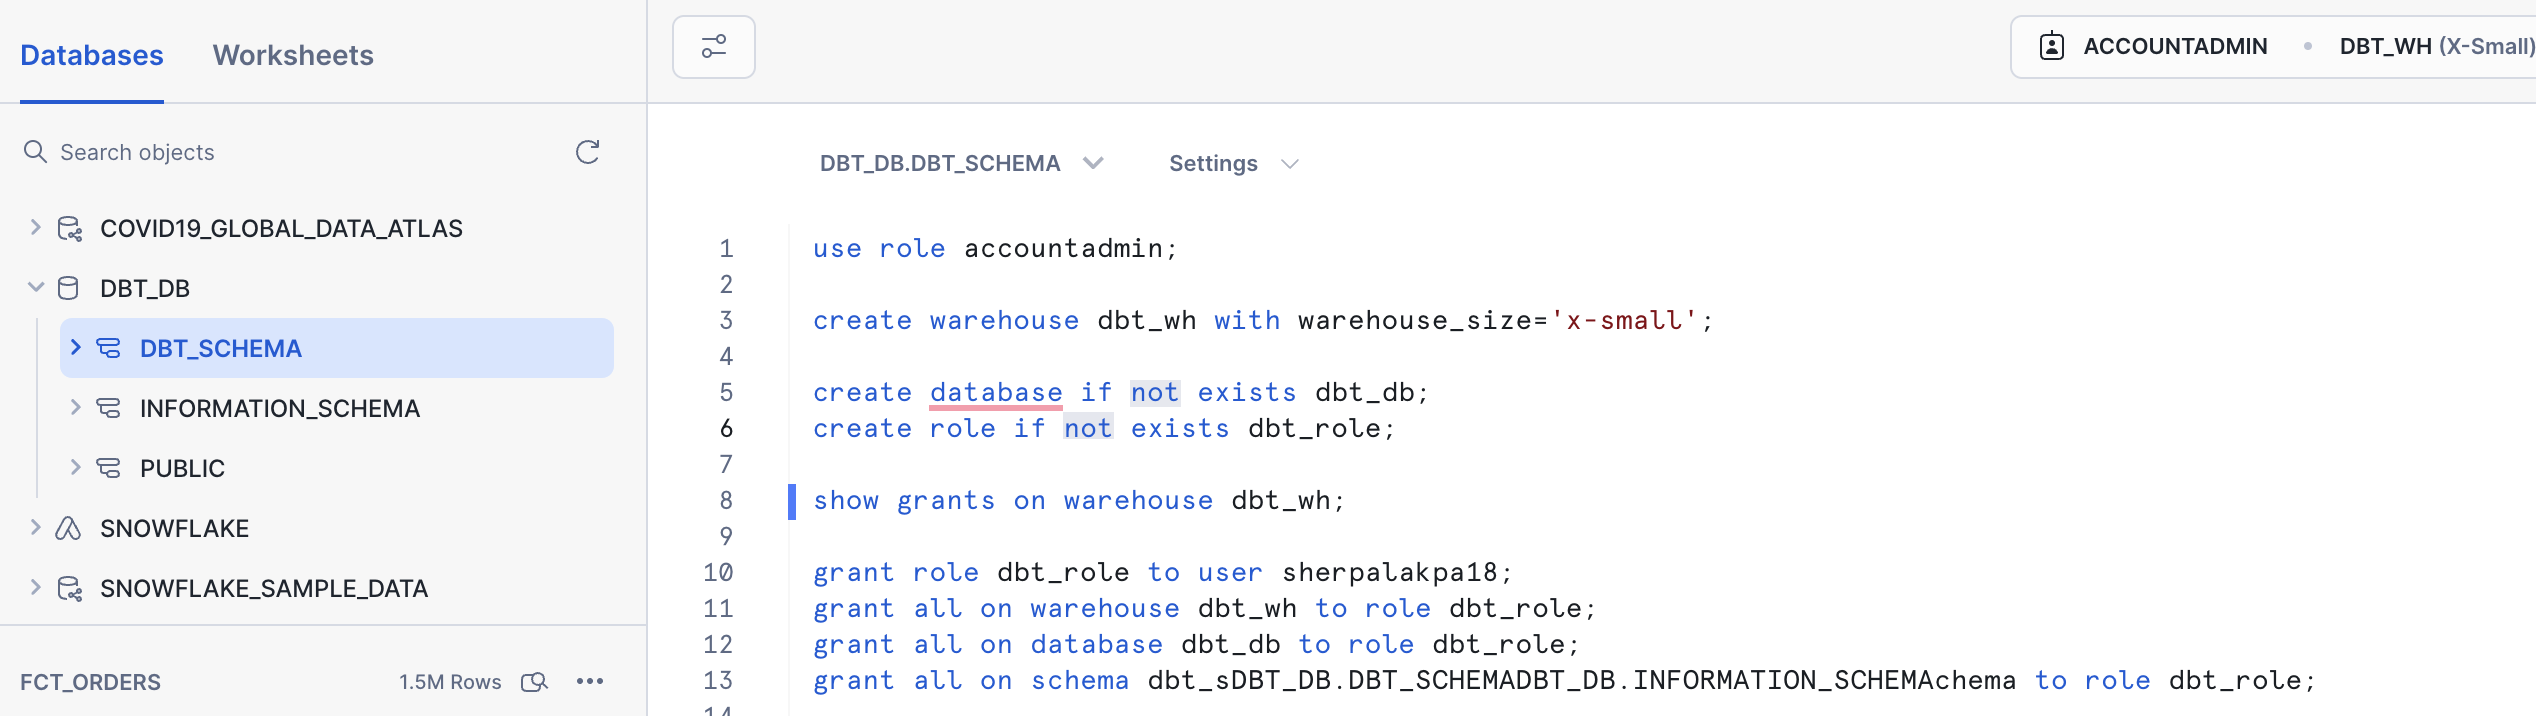 Databases
Worksheets
Search objects
COVID19_GLOBAL_DATA_ATLAS
DBT_DB
DBT_SCHEMA
INFORMATION_SCHEMA
PUBLIC
SNOWFLAKE
SNOWFLAKE_SAMPLE_DATA
FCT_ORDERS
1.5M Rows
ACCOUNTADMIN
DBT_WH (X-Small)
DBT_DB.DBT_SCHEMA
Settings
1 use role accountadmin;
2
3 create warehouse dbt_wh with warehouse_size='x-small';
4
5 create database if not exists dbt_db;
6 create role if not exists dbt_role;
7
8 show grants on warehouse dbt_wh;
9
10 grant role dbt_role to user sherpalakpa18;
11 grant all on warehouse dbt_wh to role dbt_role;
12 grant all on database dbt_db to role dbt_role;
13 grant all on schema dbt_sDBT_DB.DBT_SCHEMADBT_DB.INFORMATION_SCHEMAchema to role dbt_role;
14